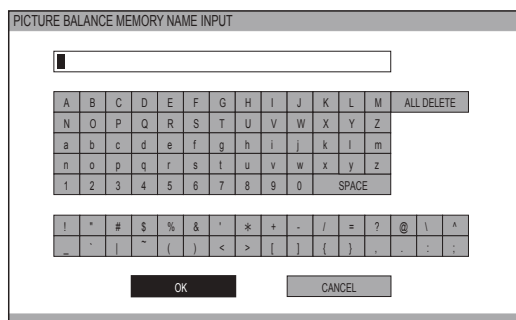 PICTURE BALANCE MEMORY NAME INPUT
A B C D E F G H I J K L M ALL DELETE
N O P Q R S T U V W X Y Z
a b c d e f g h i j k l m
n o p q r s t u v w x y z
1 2 3 4 5 6 7 8 9 0 SPACE
! " # $ % & ' * + - / = ? @ \ ^
_ ` | ~ ( ) < > [ ] { } , . : ;
OK CANCEL